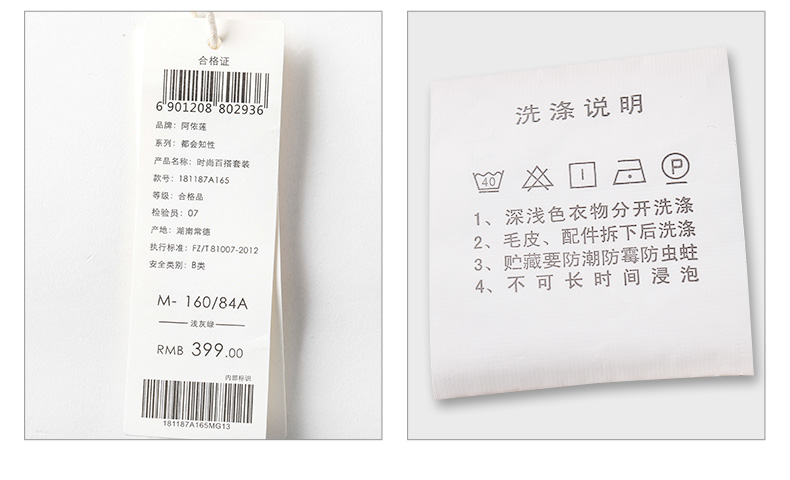 合格证
6 901208 802936
品牌：阿依莲
系列：都会知性
产品名称：时尚百搭套装
款号：181187A165
等级：合格品
检验员：07
产地：湖南常德
执行标准：FZ/T 81007-2012
安全类别：B类
M- 160/84A
浅灰绿
RMB 399.00
内部标识
181187A165MG13
洗涤说明
40 P
1、深浅色衣物分开洗涤
2、毛皮、配件拆下后洗涤
3、贮藏要防潮防霉防虫蛀
4、不可长时间浸泡